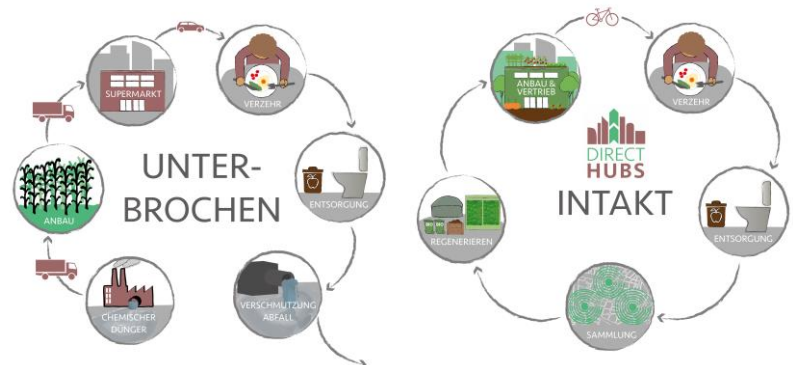 SUPERMARKT
VERZEHR
ENTSORGUNG
VERSCHMUTZUNG
ABFALL
CHEMISCHER
DÜNGER
ANBAU
UNTER-
BROCHEN
ANBAU &
VERTRIEB
VERZEHR
ENTSORGUNG
SAMMLUNG
REGENERIEREN
DIRECT
HUBS
INTAKT